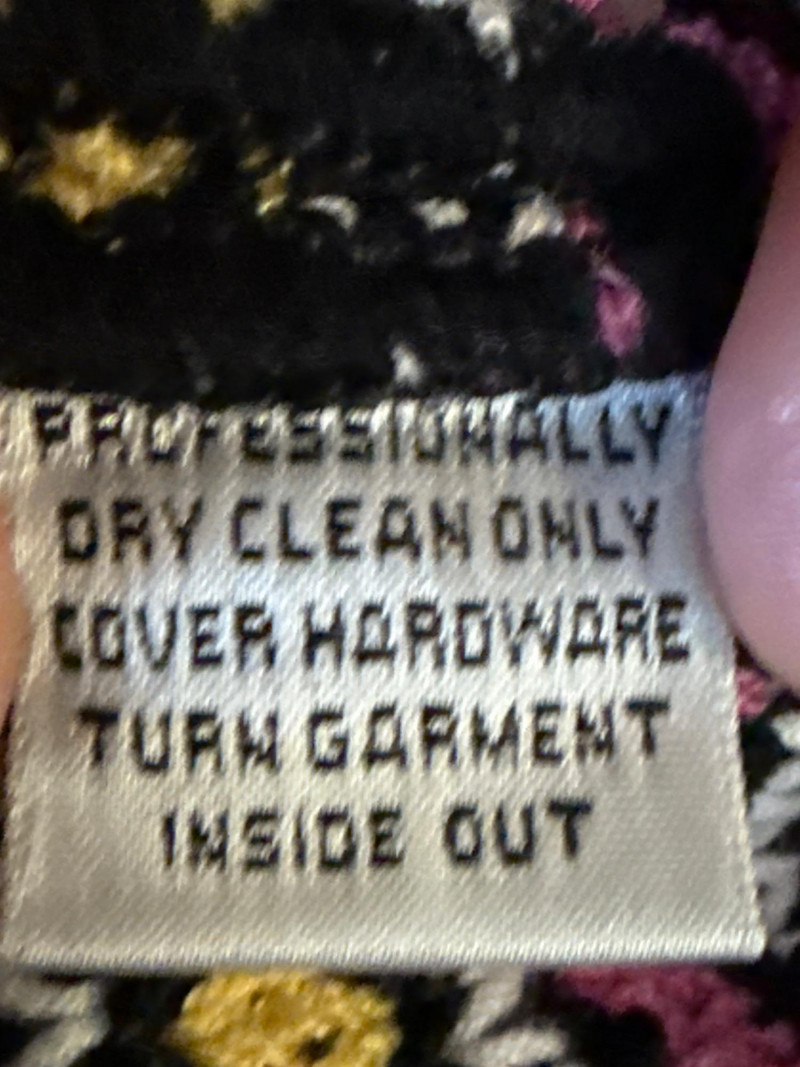 PROFESSIONALLY
DRY CLEAN ONLY
COVER HARDWARE
TURN GARMENT
INSIDE OUT